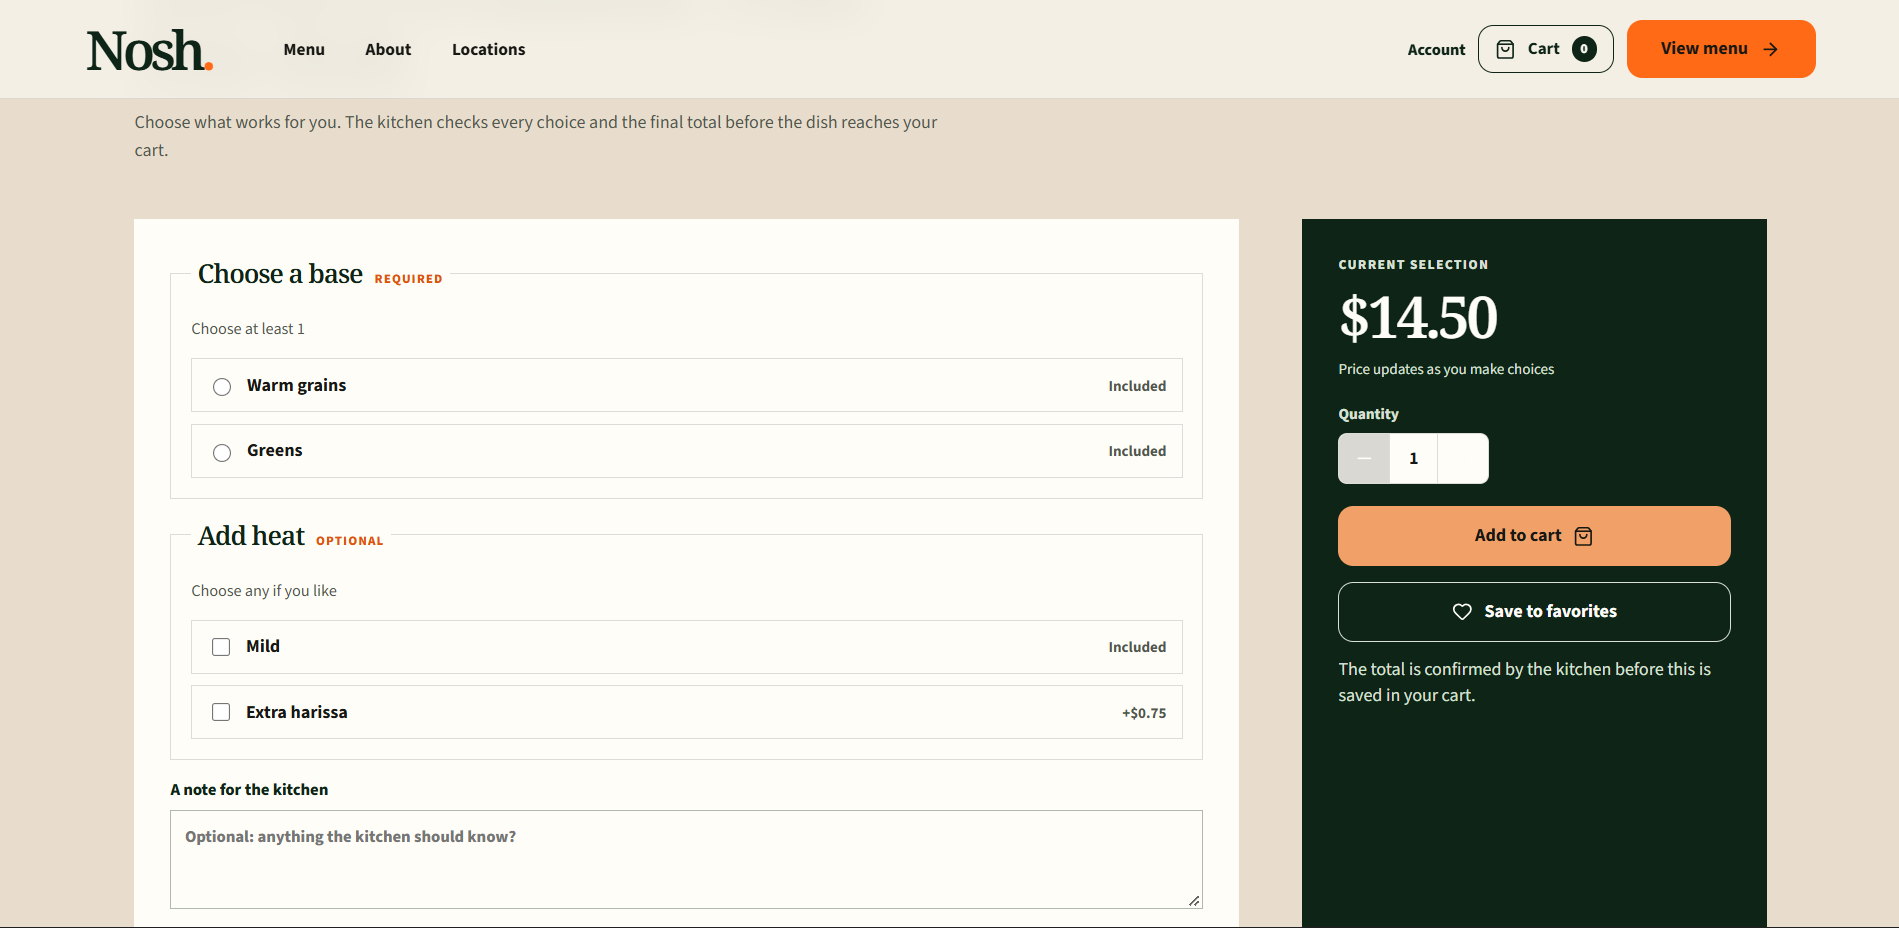 Nosh.
Menu
About
Locations
Account
Cart 0
View menu
Choose what works for you. The kitchen checks every choice and the final total before the dish reaches your
cart.
Choose a base REQUIRED
Choose at least 1
Warm grains Included
Greens Included
Add heat OPTIONAL
Choose any if you like
Mild Included
Extra harissa +$0.75
A note for the kitchen
Optional: anything the kitchen should know?
CURRENT SELECTION
$14.50
Price updates as you make choices
Quantity
1
Add to cart
Save to favorites
The total is confirmed by the kitchen before this is
saved in your cart.